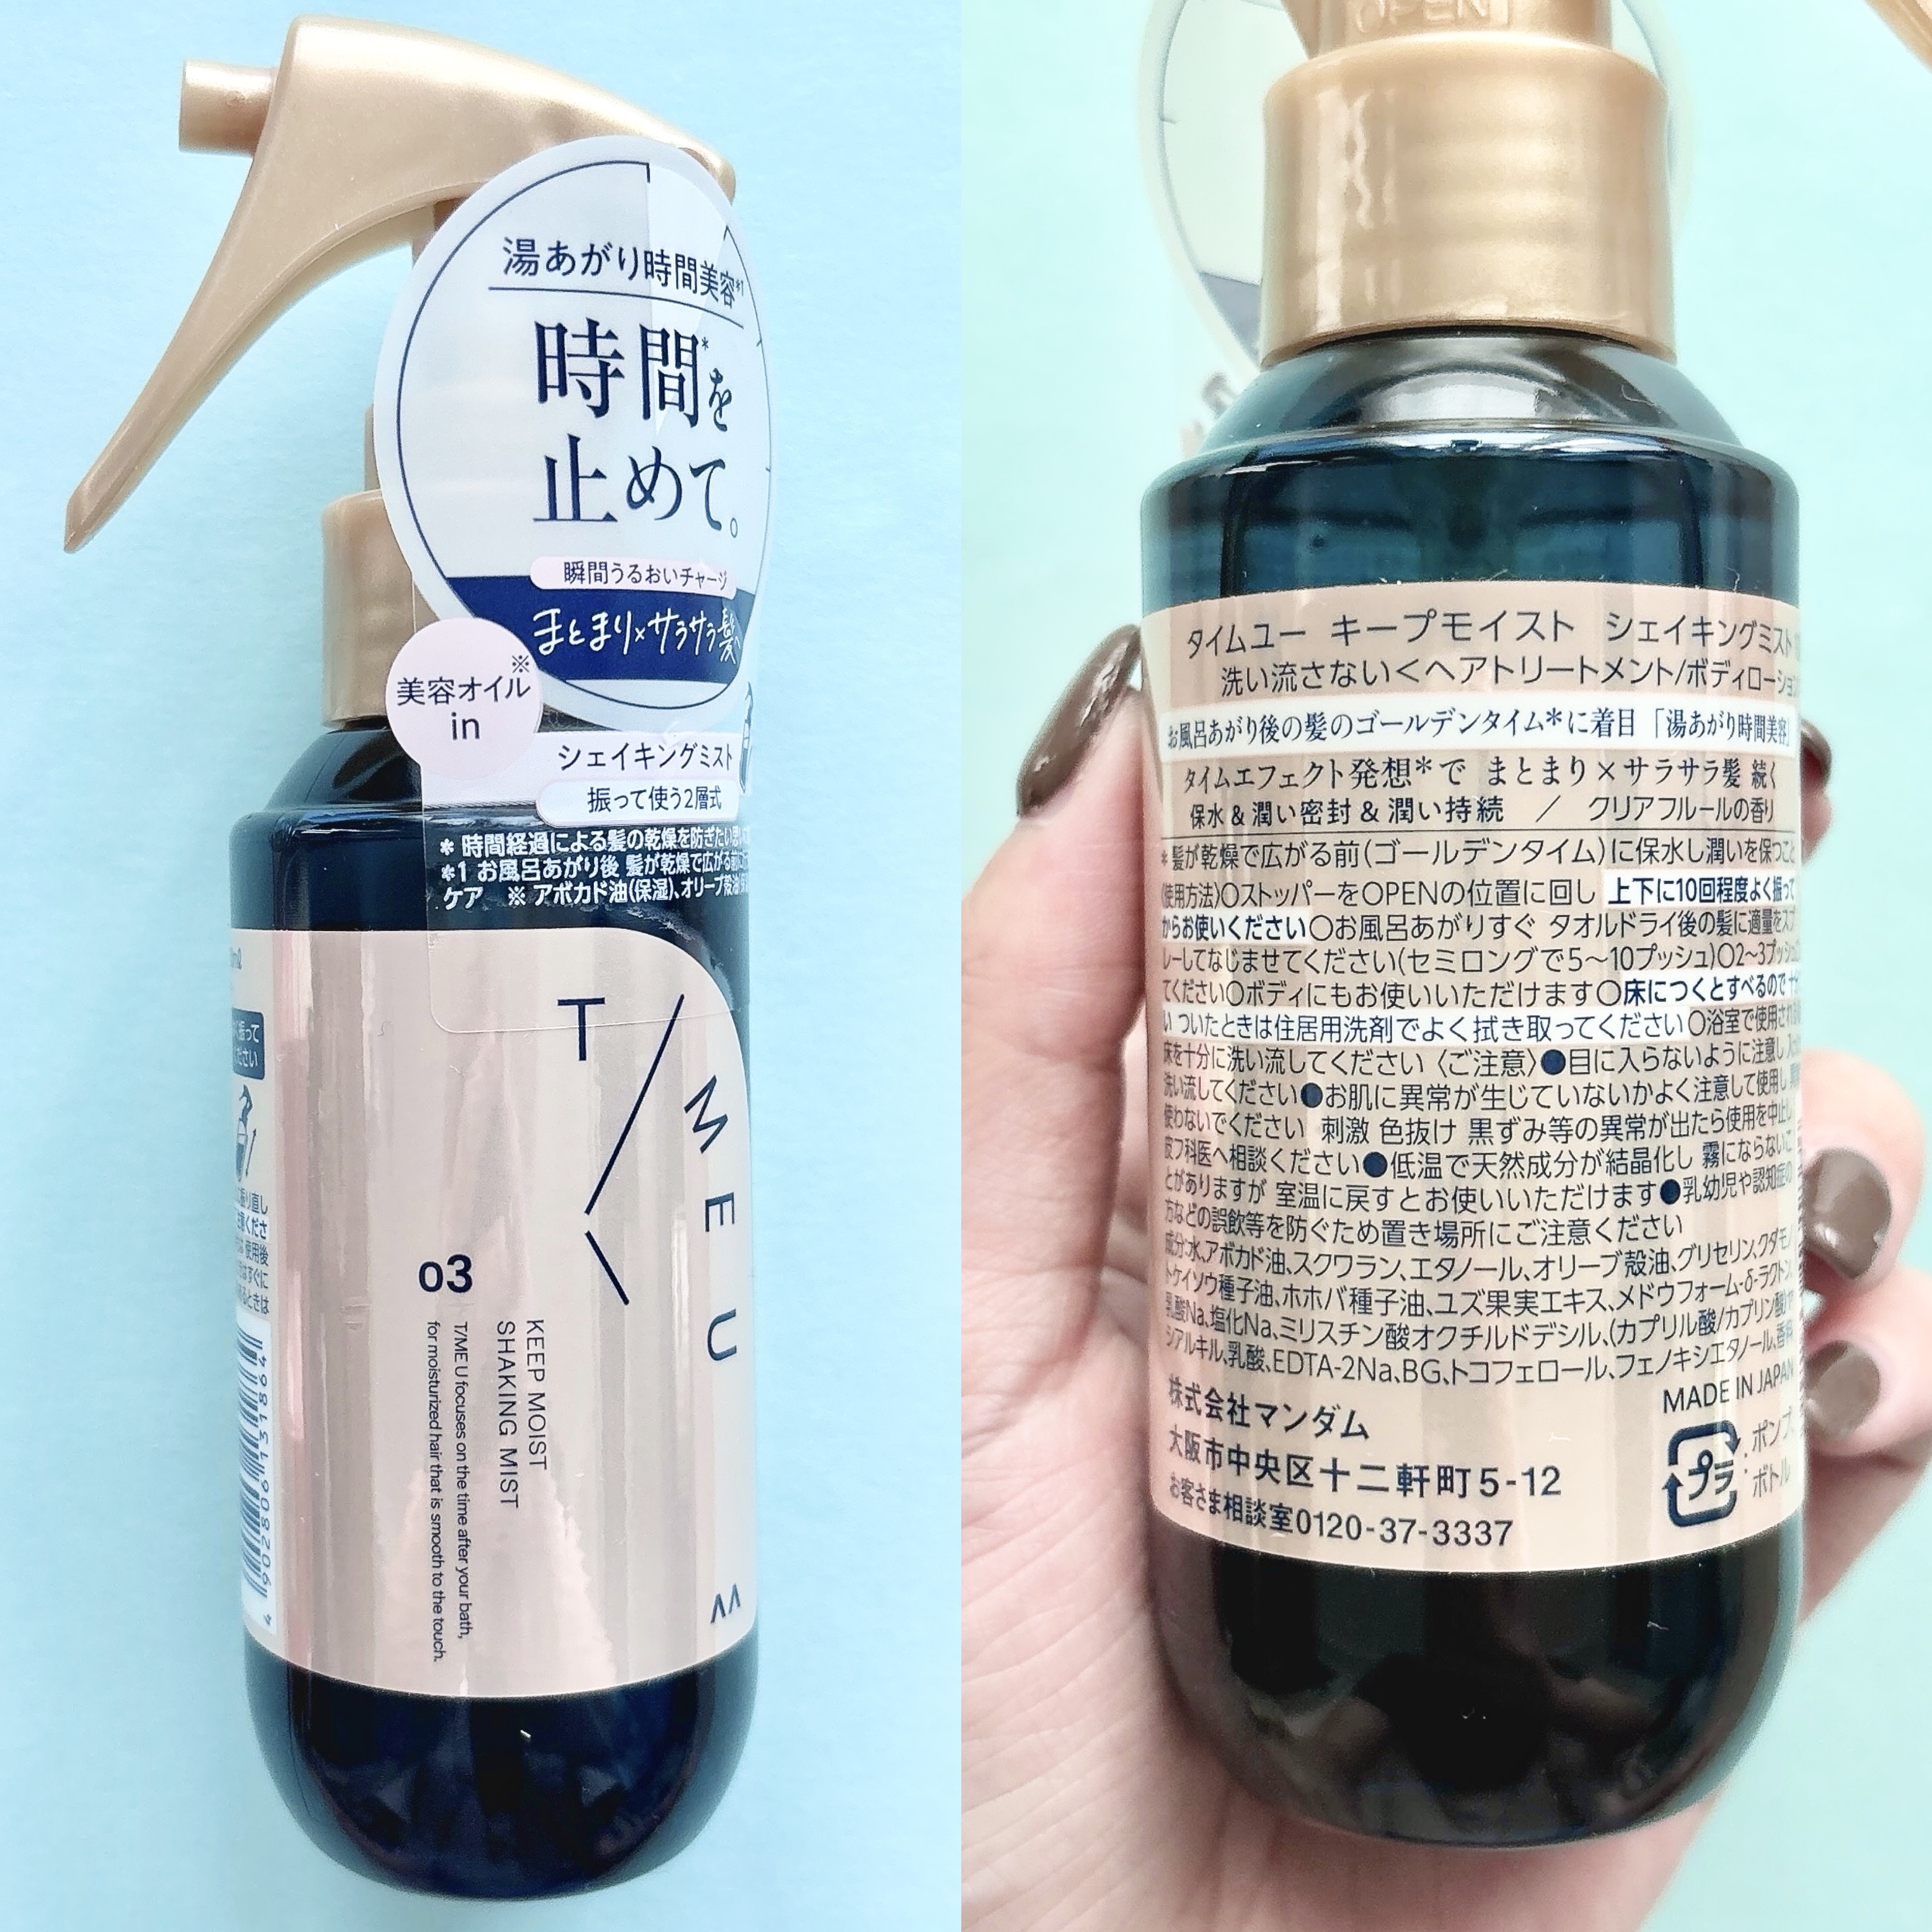 湯あがり時間美容*1
時間*を
止めて。
瞬間うるおいチャージ
まとまり×サラサラ髪へ
美容オイル※
in
シェイキングミスト
振って使う2層式
* 時間経過による髪の乾燥を防ぎたい
*1 お風呂あがり後 髪が乾燥で広がる前に
ケア ※ アボカド油(保湿)、オリーブ殻油
T/ME U
03
KEEP MOIST
SHAKING MIST
T/ME U focuses on the time after your bath,
for moisturized hair that is smooth to the touch.
4 902806 131864
OPEN
タイムユー キープモイスト シェイキングミスト
洗い流さない<ヘアトリートメント/ボディローション
お風呂あがり後の髪のゴールデンタイム*に着目「湯あがり時間美容」
タイムエフェクト発想*で まとまり×サラサラ髪 続く
保水&潤い密封&潤い持続 / クリアフルールの香り
*髪が乾燥で広がる前(ゴールデンタイム)に保水し潤いを保つこと
〈使用方法〉○ストッパーをOPENの位置に回し 上下に10回程度よく振って
からお使いください○お風呂あがりすぐ タオルドライ後の髪に適量をスプ
レーしてなじませてください(セミロングで5〜10プッシュ)○2〜3プッシュ
てください○ボディにもお使いいただけます○床につくとすべるので
い ついたときは住居用洗剤でよく拭き取ってください○浴室で使用
床を十分に洗い流してください〈ご注意〉●目に入らないように注意し
洗い流してください●お肌に異常が生じていないかよく注意して使用し
使わないでください 刺激 色抜け 黒ずみ等の異常が出たら使用を中止し
皮フ科医へ相談ください●低温で天然成分が結晶化し 霧にならないこ
とがありますが 室温に戻すとお使いいただけます●乳幼児や認知症の
方などの誤飲等を防ぐため置き場所にご注意ください
成分:水、アボカド油、スクワラン、エタノール、オリーブ殻油、グリセリン、クダモノ
トケイソウ種子油、ホホバ種子油、ユズ果実エキス、メドウフォーム-δ-ラクトン、
乳酸Na、塩化Na、ミリスチン酸オクチルドデシル、(カプリル酸/カプリン酸)
シアルキル、乳酸、EDTA-2Na、BG、トコフェロール、フェノキシエタノール、香料
MADE IN JAPAN
株式会社マンダム
大阪市中央区十二軒町5-12
お客さま相談室0120-37-3337
プラ
ポンプ
ボトル